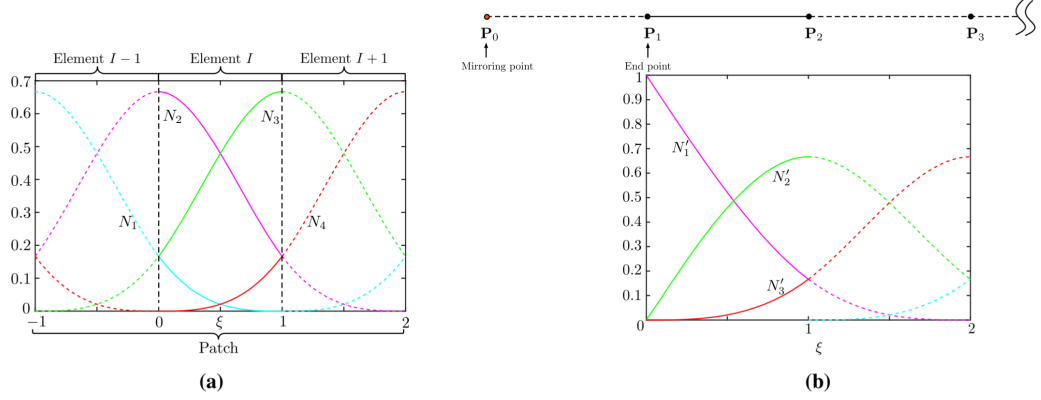 Element I − 1 Element I Element I + 1
0.7
0.6
0.5
0.4
0.3
0.2
0.1
0
N1
N2
N3
N4
−1 0 ξ 1 2
Patch
(a)
P0 P1 P2 P3
Mirroring point
End point
1
0.9
0.8
0.7
0.6
0.5
0.4
0.3
0.2
0.1
0
N′1
N′2
N′3
1 2
ξ
(b)